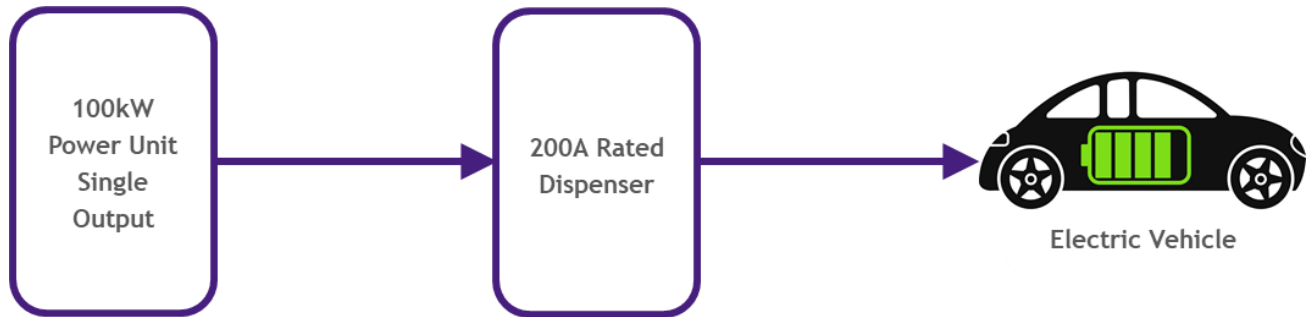 100kW
Power Unit
Single
Output
200A Rated
Dispenser
Electric Vehicle